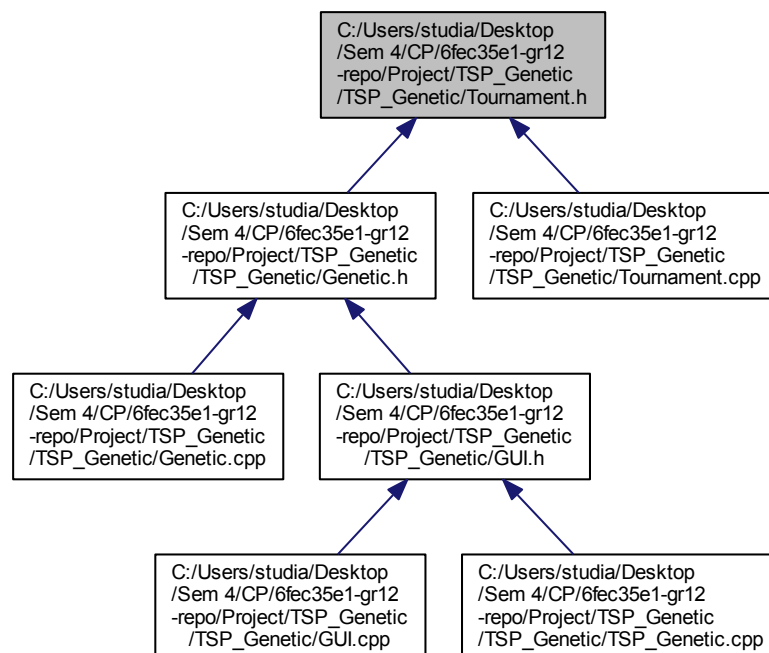 C:/Users/studia/Desktop
/Sem 4/CP/6fec35e1-gr12
-repo/Project/TSP_Genetic
/TSP_Genetic/Tournament.h
C:/Users/studia/Desktop
/Sem 4/CP/6fec35e1-gr12
-repo/Project/TSP_Genetic
/TSP_Genetic/Genetic.h
C:/Users/studia/Desktop
/Sem 4/CP/6fec35e1-gr12
-repo/Project/TSP_Genetic
/TSP_Genetic/Tournament.cpp
C:/Users/studia/Desktop
/Sem 4/CP/6fec35e1-gr12
-repo/Project/TSP_Genetic
/TSP_Genetic/Genetic.cpp
C:/Users/studia/Desktop
/Sem 4/CP/6fec35e1-gr12
-repo/Project/TSP_Genetic
/TSP_Genetic/GUI.h
C:/Users/studia/Desktop
/Sem 4/CP/6fec35e1-gr12
-repo/Project/TSP_Genetic
/TSP_Genetic/GUI.cpp
C:/Users/studia/Desktop
/Sem 4/CP/6fec35e1-gr12
-repo/Project/TSP_Genetic
/TSP_Genetic/TSP_Genetic.cpp